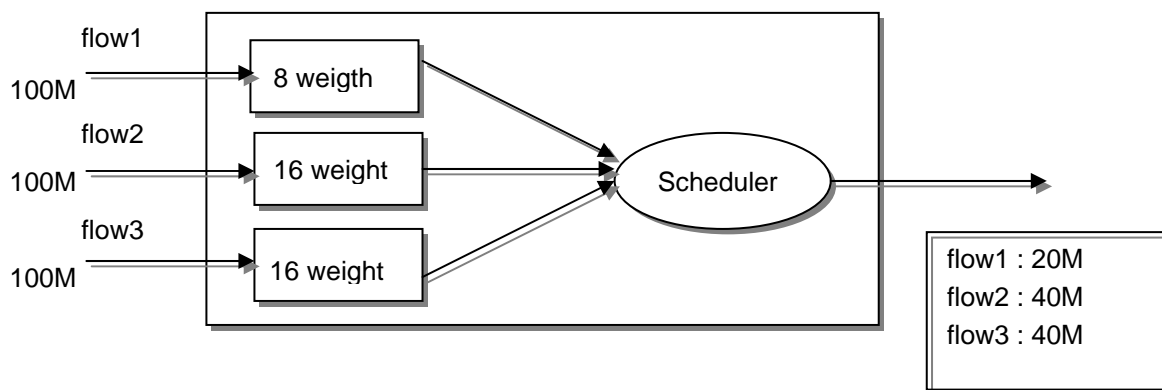 flow1
100M
8 weigth
flow2
100M
16 weight
flow3
100M
16 weight
Scheduler
flow1 : 20M
flow2 : 40M
flow3 : 40M